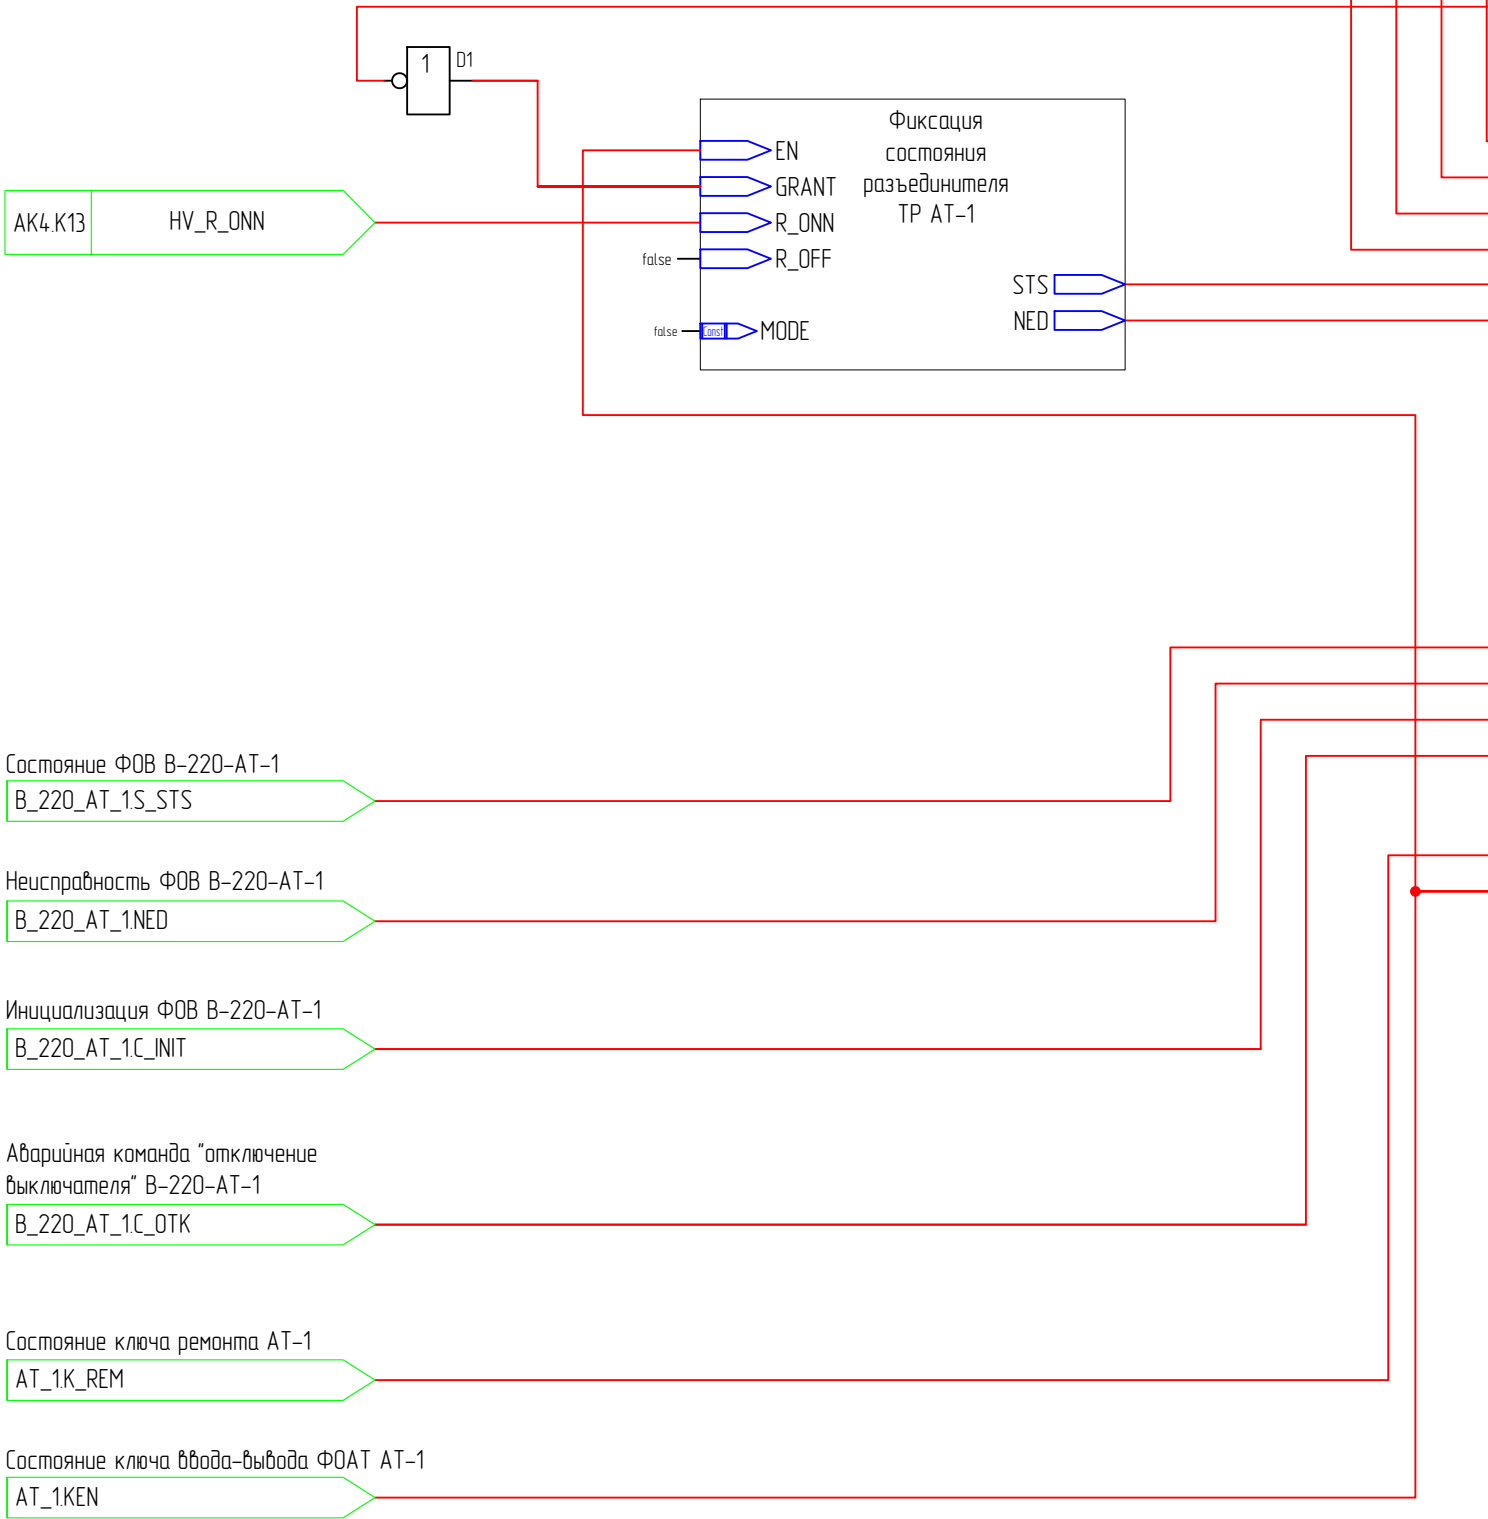 1
D1
Фиксация
состояния
разъединителя
ТР АТ-1
EN
GRANT
R_ONN
false
R_OFF
false
Const
MODE
STS
NED
AK4.K13
HV_R_ONN
Состояние ФОВ В-220-АТ-1
B_220_AT_1.S_STS
Неисправность ФОВ В-220-АТ-1
B_220_AT_1.NED
Инициализация ФОВ В-220-АТ-1
B_220_AT_1.C_INIT
Аварийная команда "отключение
выключателя" В-220-АТ-1
B_220_AT_1.C_OTK
Состояние ключа ремонта АТ-1
AT_1.K_REM
Состояние ключа ввода-вывода ФОАТ АТ-1
AT_1.KEN